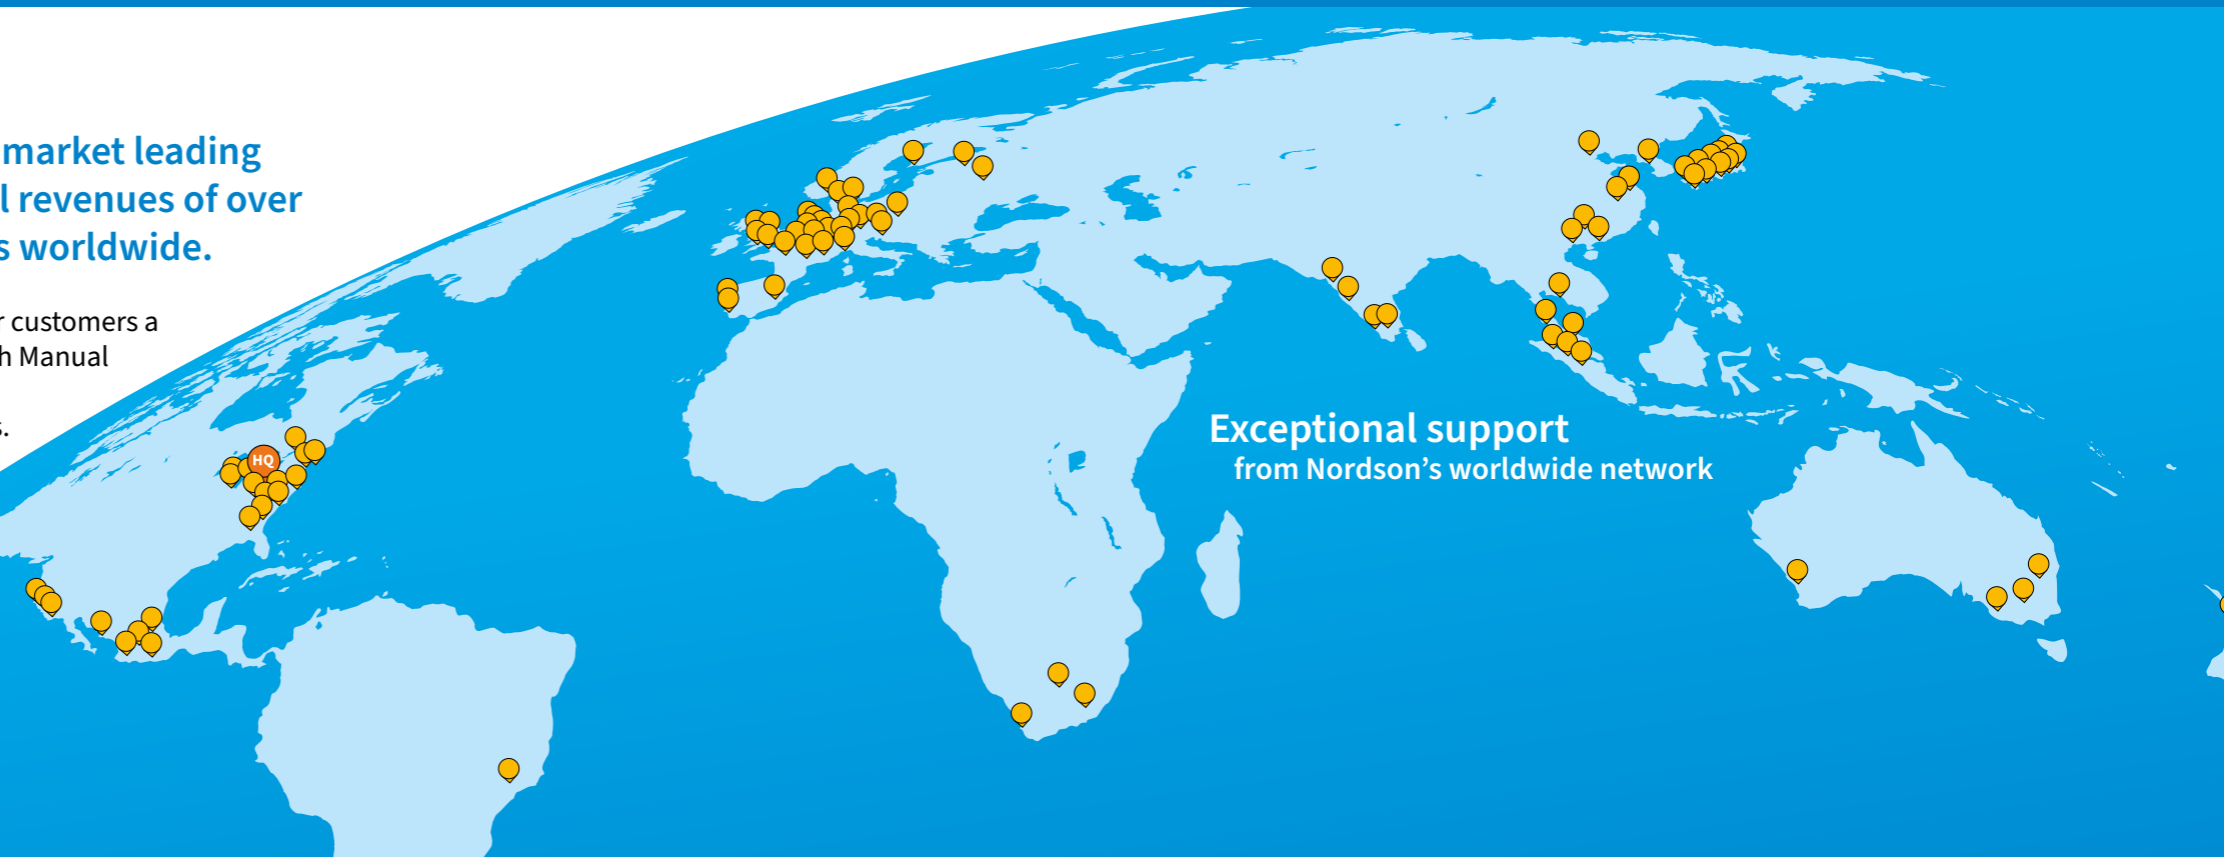 market leading
l revenues of over
s worldwide.
r customers a
h Manual
s.
HQ
Exceptional support
from Nordson’s worldwide network